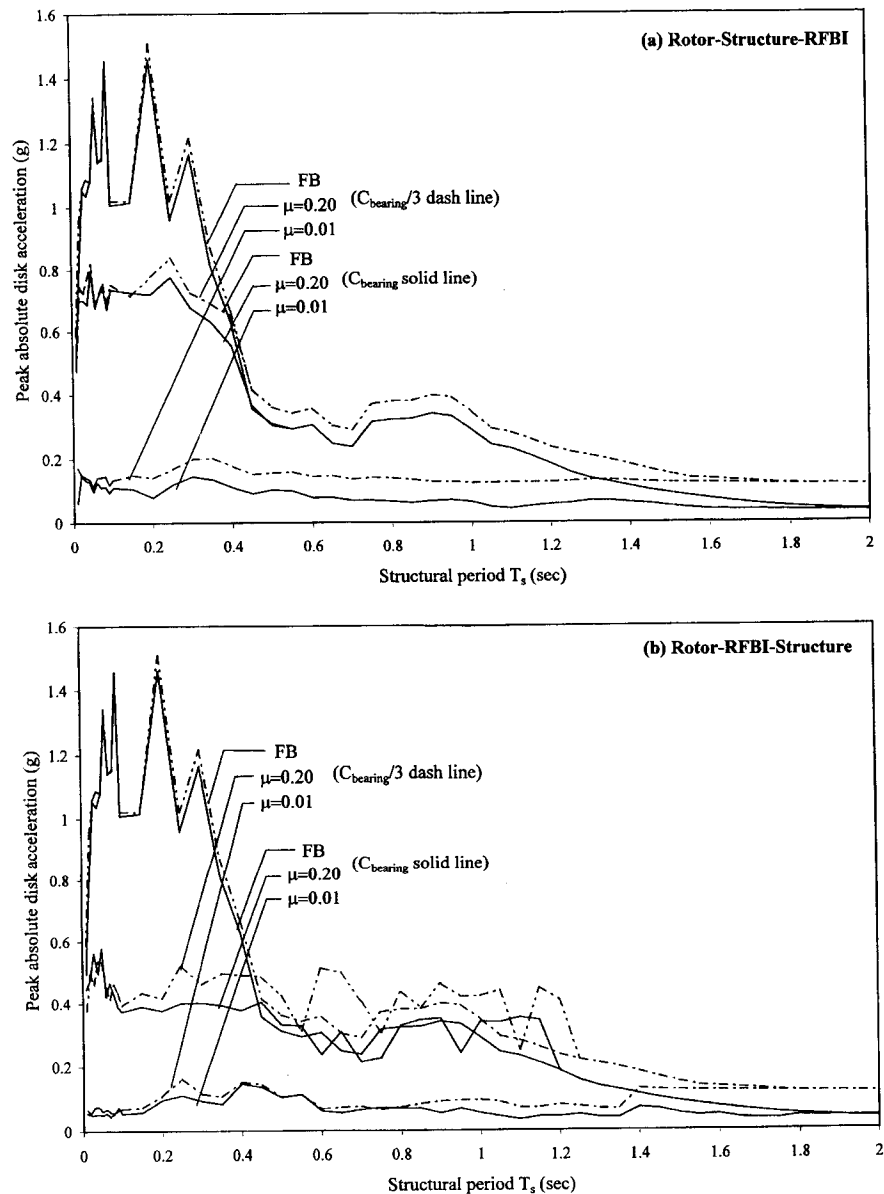 (a) Rotor-Structure-RFBI
1.6
1.4
1.2
1
0.8
0.6
0.4
0.2
0
Peak absolute disk acceleration (g)
FB
μ=0.20 (C_bearing/3 dash line)
μ=0.01
FB
μ=0.20 (C_bearing solid line)
μ=0.01
0 0.2 0.4 0.6 0.8 1 1.2 1.4 1.6 1.8 2
Structural period T_s (sec)
(b) Rotor-RFBI-Structure
1.6
1.4
1.2
1
0.8
0.6
0.4
0.2
0
Peak absolute disk acceleration (g)
FB
μ=0.20 (C_bearing/3 dash line)
μ=0.01
FB
μ=0.20 (C_bearing solid line)
μ=0.01
0 0.2 0.4 0.6 0.8 1 1.2 1.4 1.6 1.8 2
Structural period T_s (sec)